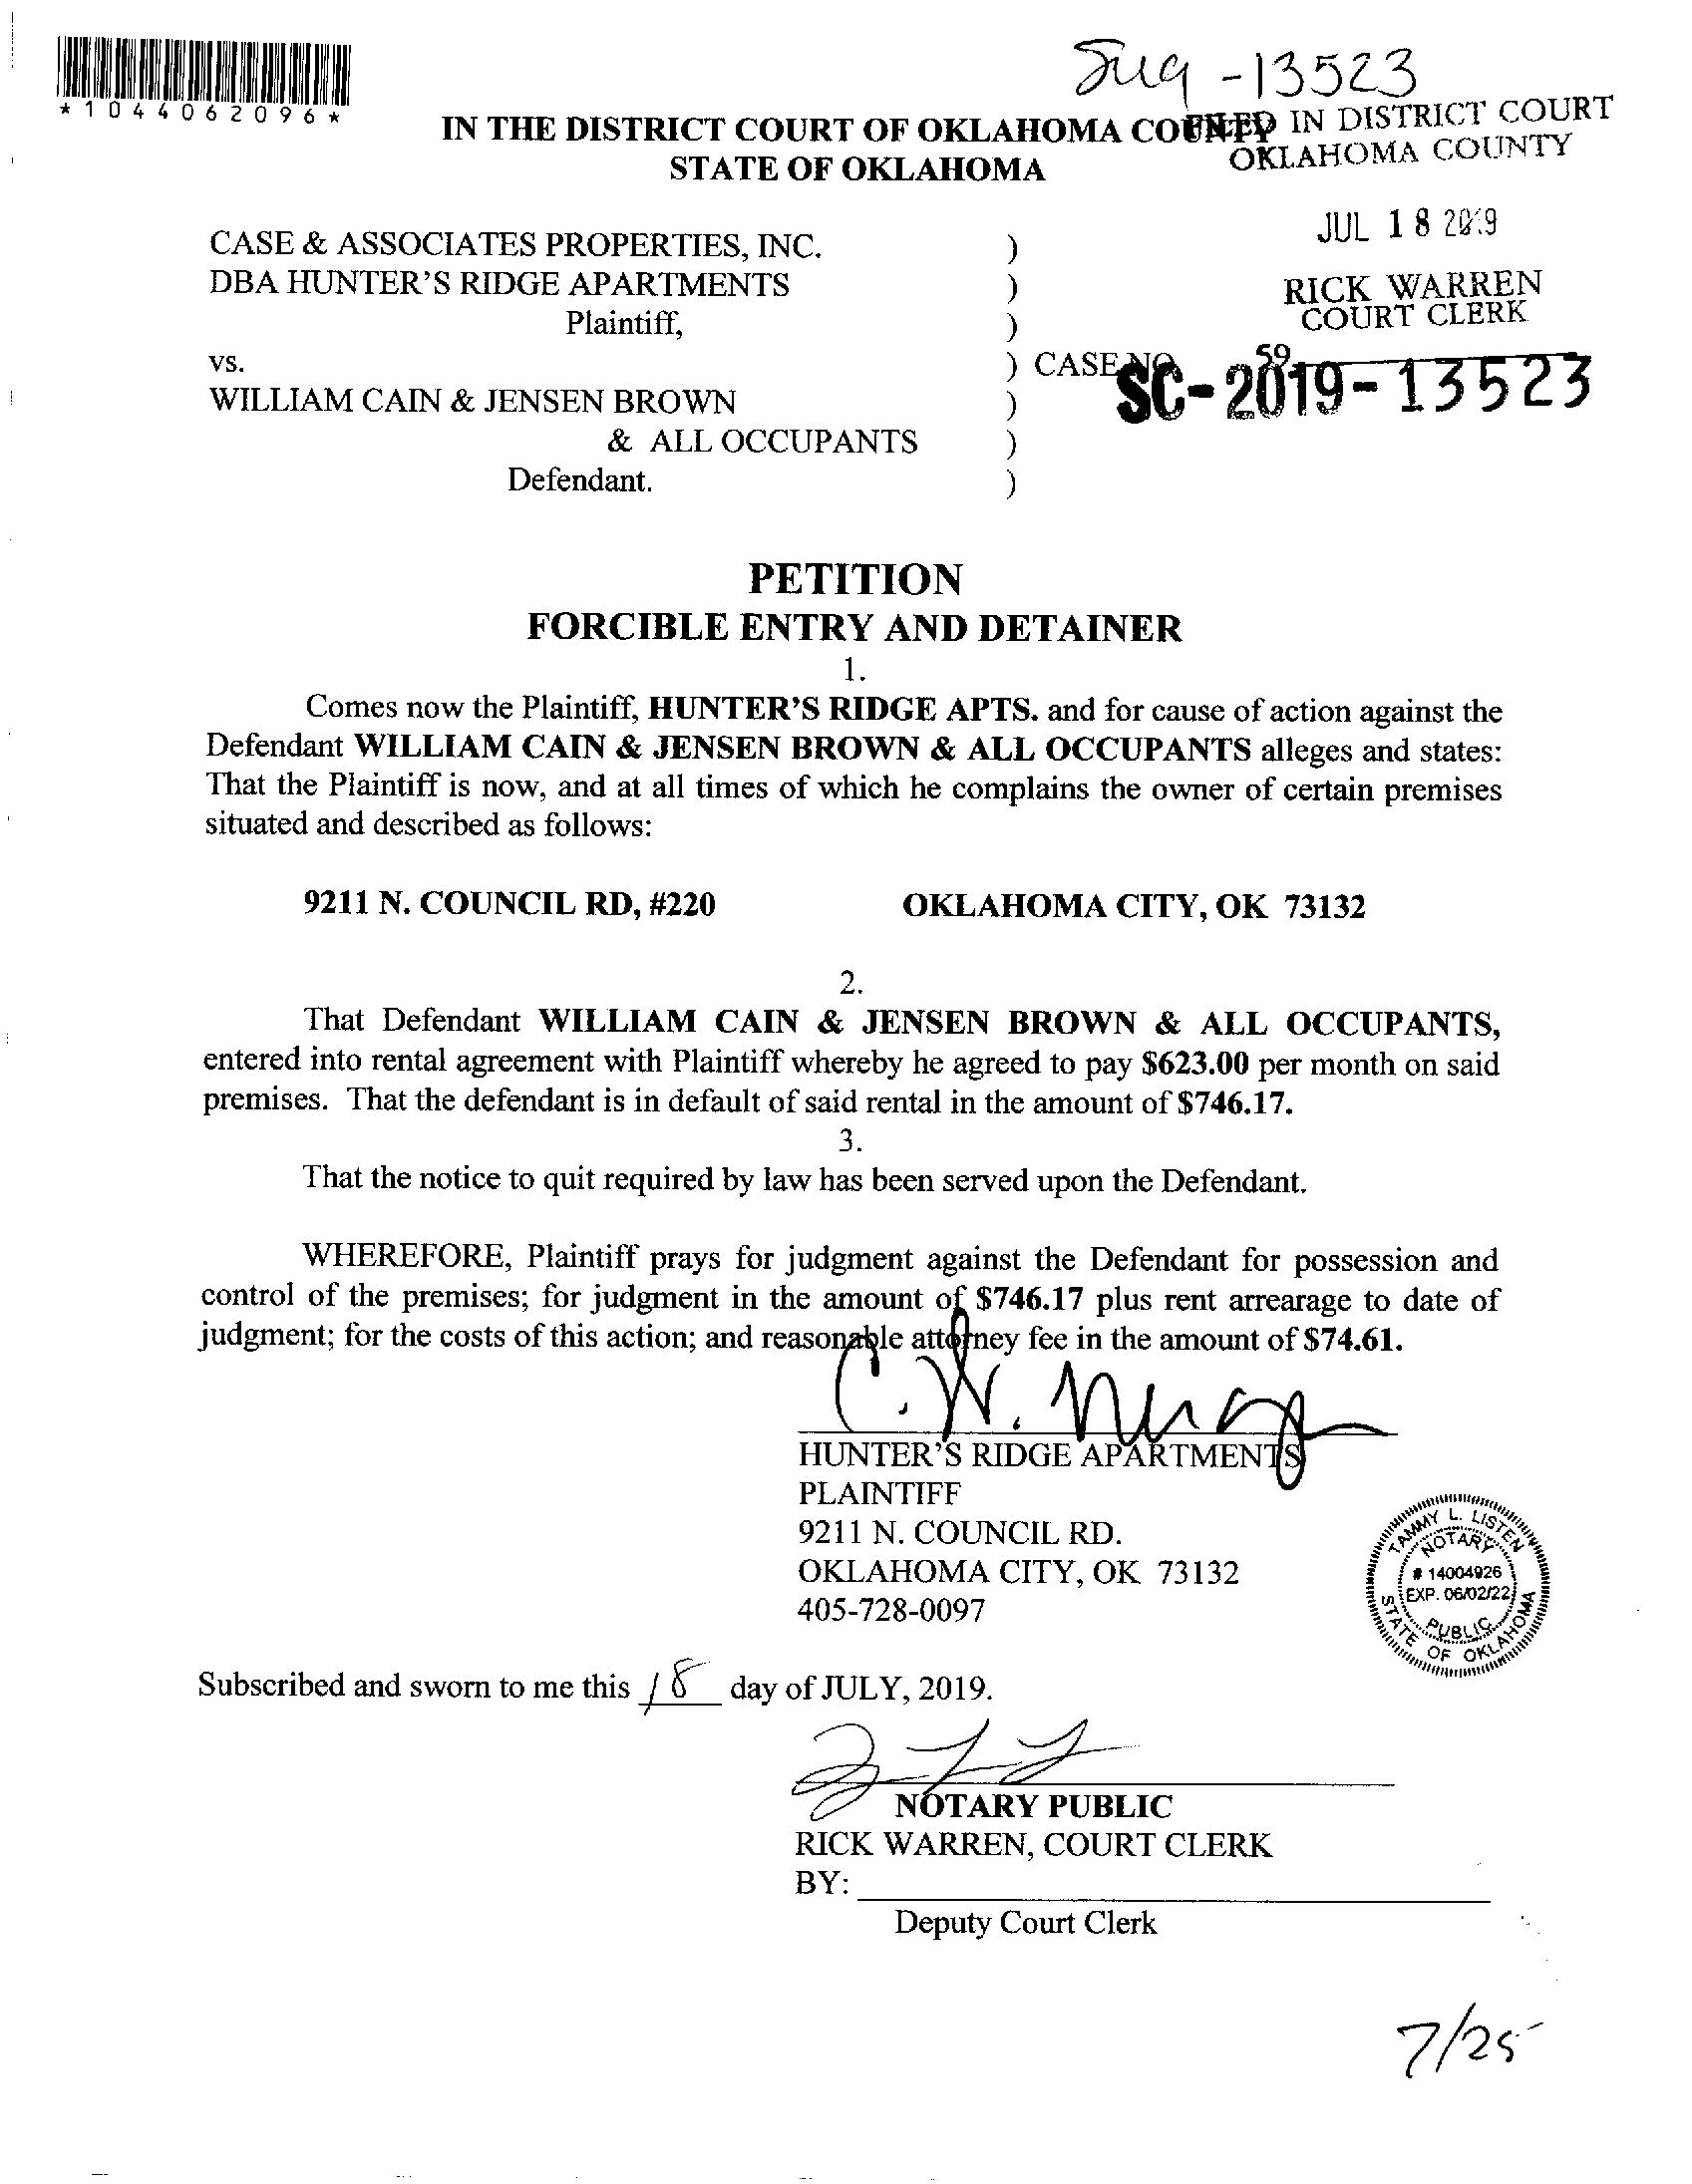 *1044062096*
-13523
FILED IN DISTRICT COURT
OKLAHOMA COUNTY
IN THE DISTRICT COURT OF OKLAHOMA COUNTY
STATE OF OKLAHOMA
JUL 18 2019
RICK WARREN
COURT CLERK
59
CASE & ASSOCIATES PROPERTIES, INC. )
DBA HUNTER'S RIDGE APARTMENTS )
Plaintiff, )
vs. ) CASE NO. SC-2019-13523
WILLIAM CAIN & JENSEN BROWN )
& ALL OCCUPANTS )
Defendant. )
PETITION
FORCIBLE ENTRY AND DETAINER
1.
Comes now the Plaintiff, HUNTER'S RIDGE APTS. and for cause of action against the
Defendant WILLIAM CAIN & JENSEN BROWN & ALL OCCUPANTS alleges and states:
That the Plaintiff is now, and at all times of which he complains the owner of certain premises
situated and described as follows:
9211 N. COUNCIL RD, #220 OKLAHOMA CITY, OK 73132
2.
That Defendant WILLIAM CAIN & JENSEN BROWN & ALL OCCUPANTS,
entered into rental agreement with Plaintiff whereby he agreed to pay $623.00 per month on said
premises. That the defendant is in default of said rental in the amount of $746.17.
3.
That the notice to quit required by law has been served upon the Defendant.
WHEREFORE, Plaintiff prays for judgment against the Defendant for possession and
control of the premises; for judgment in the amount of $746.17 plus rent arrearage to date of
judgment; for the costs of this action; and reasonable attorney fee in the amount of $74.61.
HUNTER'S RIDGE APARTMENTS
PLAINTIFF
9211 N. COUNCIL RD.
OKLAHOMA CITY, OK 73132
405-728-0097
TAMMY L. LISTEN
NOTARY
# 14004926
EXP. 06/02/22
PUBLIC
STATE OF OKLAHOMA
Subscribed and sworn to me this 18 day of JULY, 2019.
NOTARY PUBLIC
RICK WARREN, COURT CLERK
BY:
Deputy Court Clerk
7/25